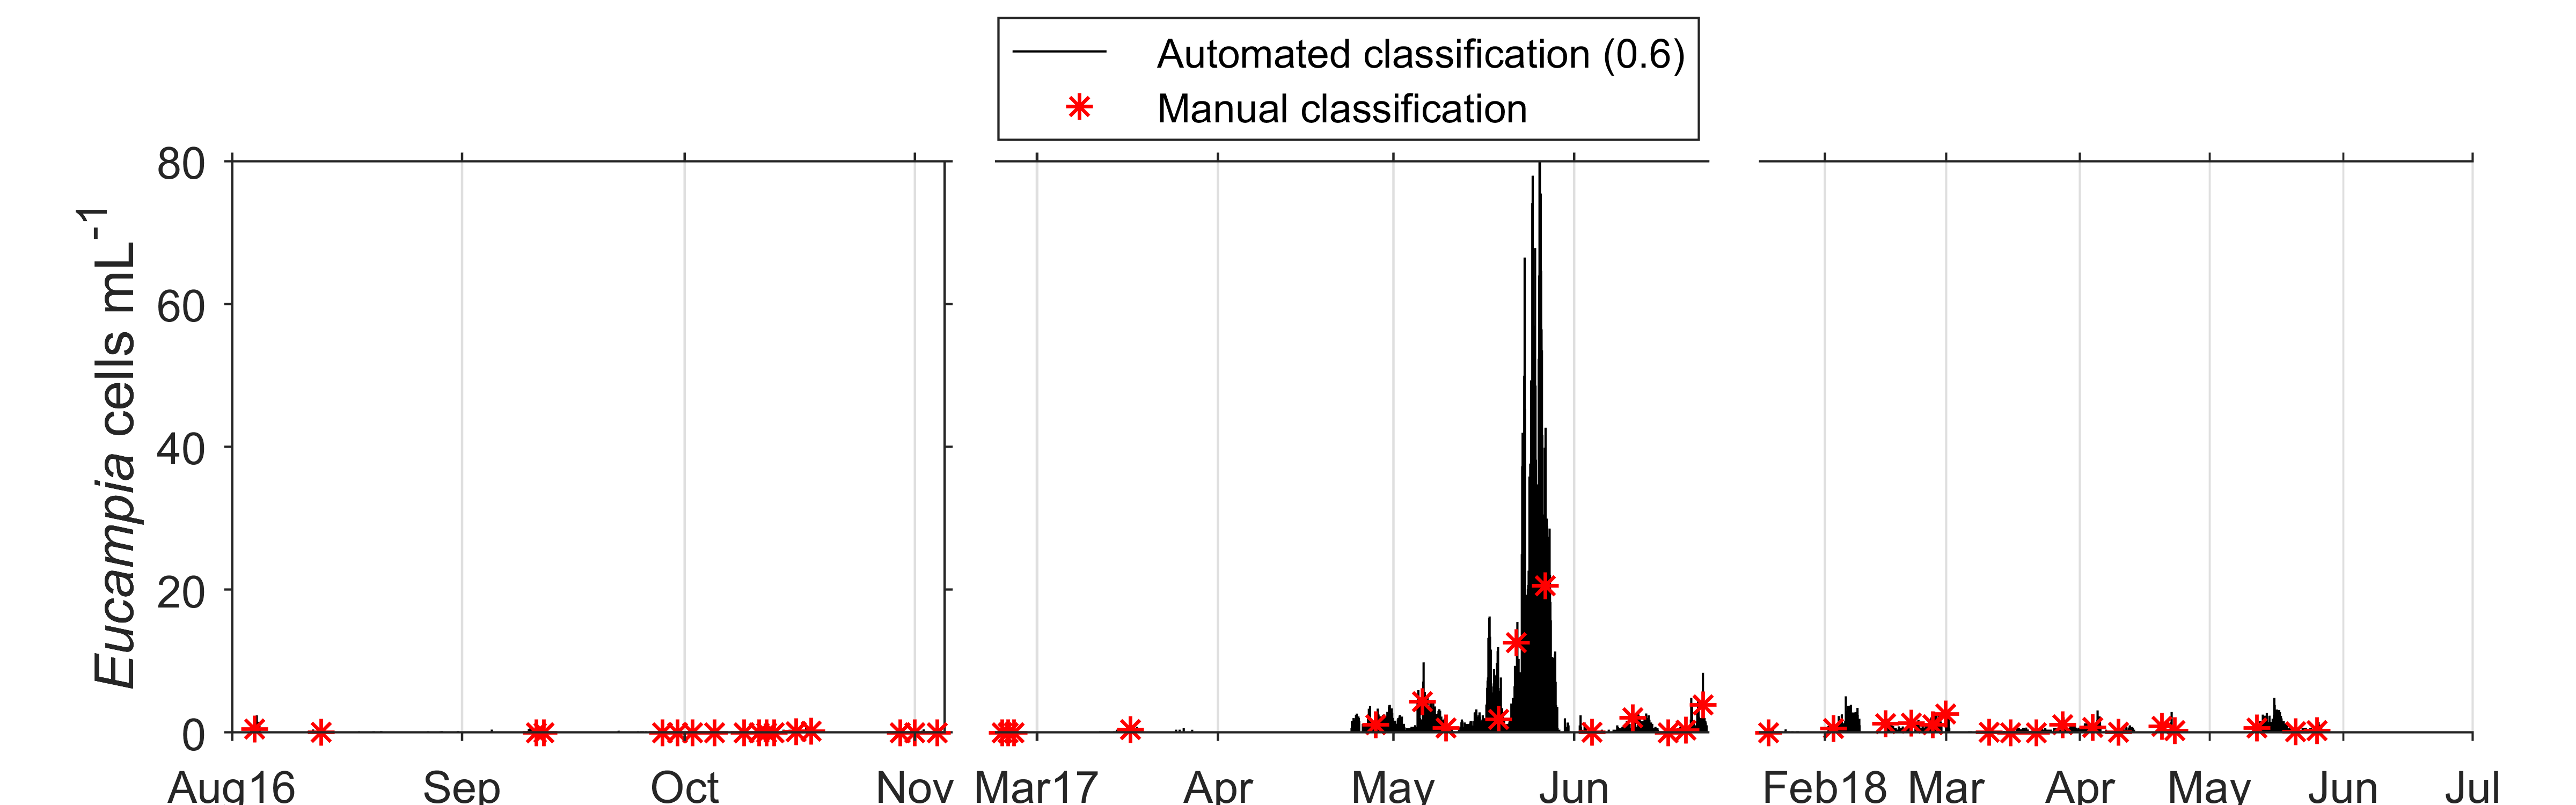 Automated classification (0.6)
Manual classification
Eucampia cells mL-1
80
60
40
20
0
Aug16 Sep Oct Nov Mar17 Apr May Jun Feb18 Mar Apr May Jun Jul